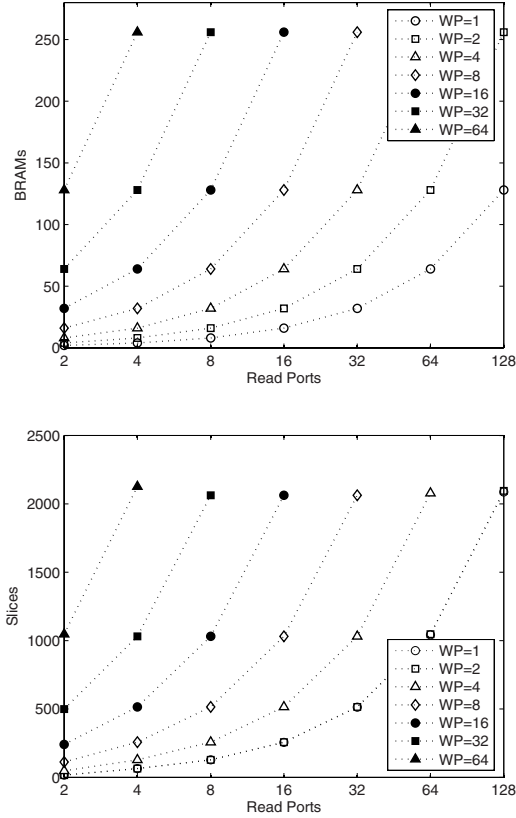 250
200
150
100
50
0
BRAMs
2 4 8 16 32 64 128
Read Ports
WP=1
WP=2
WP=4
WP=8
WP=16
WP=32
WP=64
2500
2000
1500
1000
500
0
Slices
2 4 8 16 32 64 128
Read Ports
WP=1
WP=2
WP=4
WP=8
WP=16
WP=32
WP=64